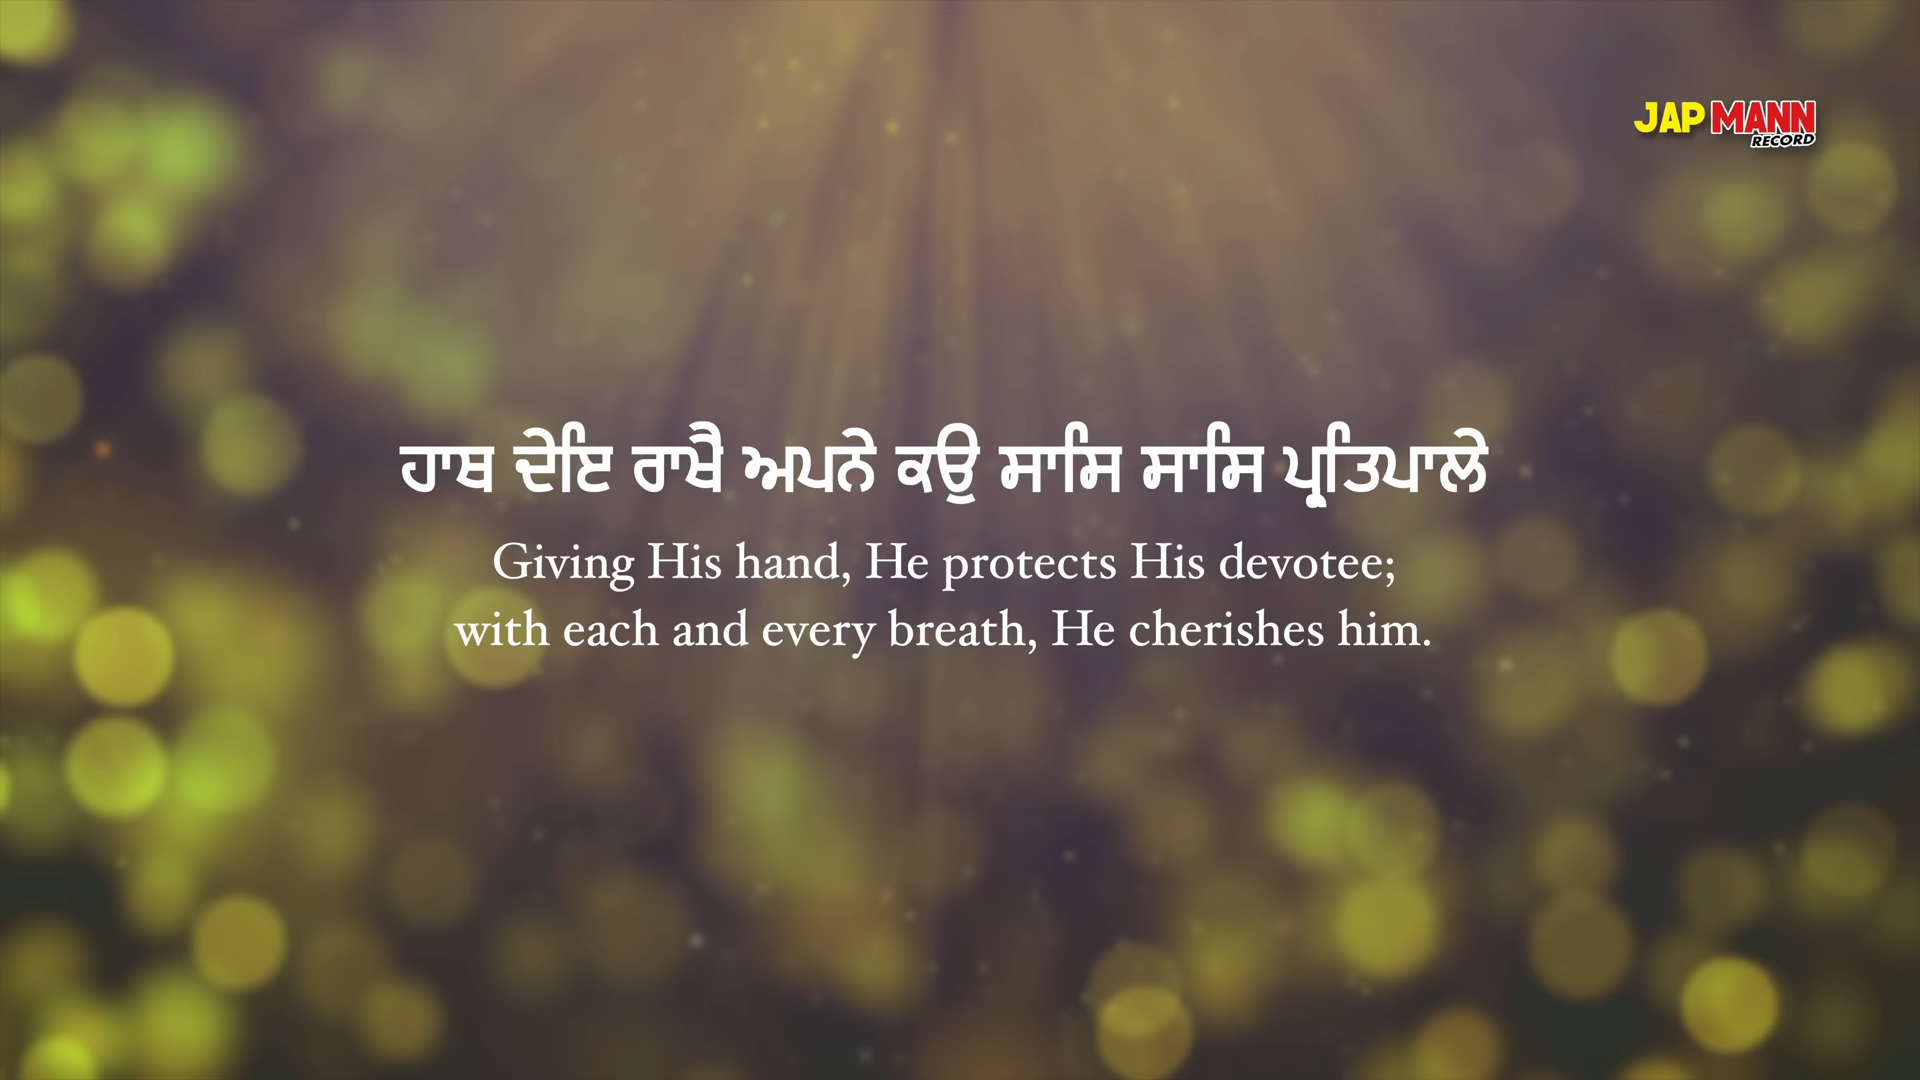 JAP MANN
RECORD
ਹਾਥ ਦੇਇ ਰਾਖੈ ਅਪਨੇ ਕਉ ਸਾਸਿ ਸਾਸਿ ਪ੍ਰਤਿਪਾਲੇ
Giving His hand, He protects His devotee;
with each and every breath, He cherishes him.